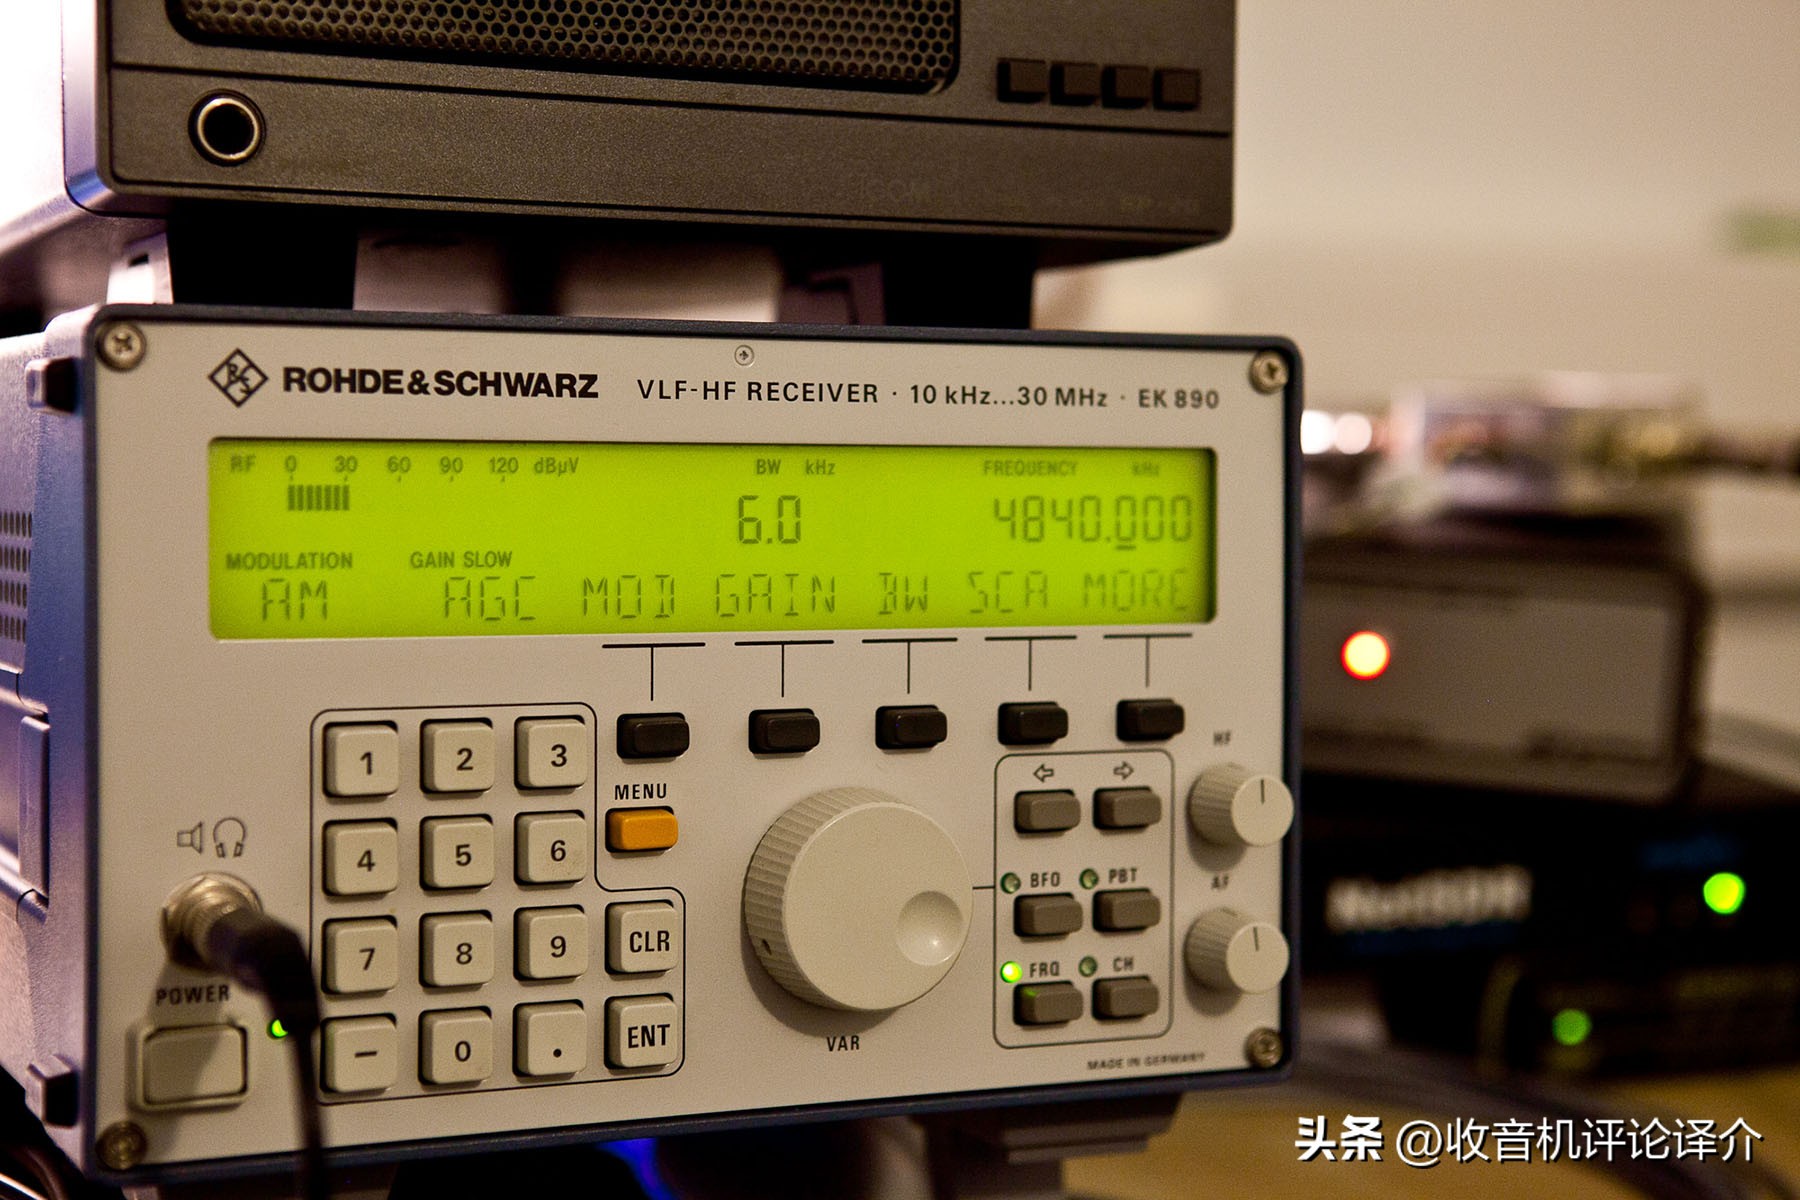 ICOM
R&S ROHDE&SCHWARZ VLF-HF RECEIVER · 10 kHz...30 MHz · EK 890
RF 0 30 60 90 120 dBµV BW kHz FREQUENCY kHz
6.0 4840.000
MODULATION GAIN SLOW
AM AGC MOD GAIN BW SCA MORE
1 2 3
MENU
4 5 6
7 8 9 CLR
- 0 . ENT
HF
BFO PBT
AF
FRQ CH
POWER
VAR
MADE IN GERMANY
头条 @收音机评论译介